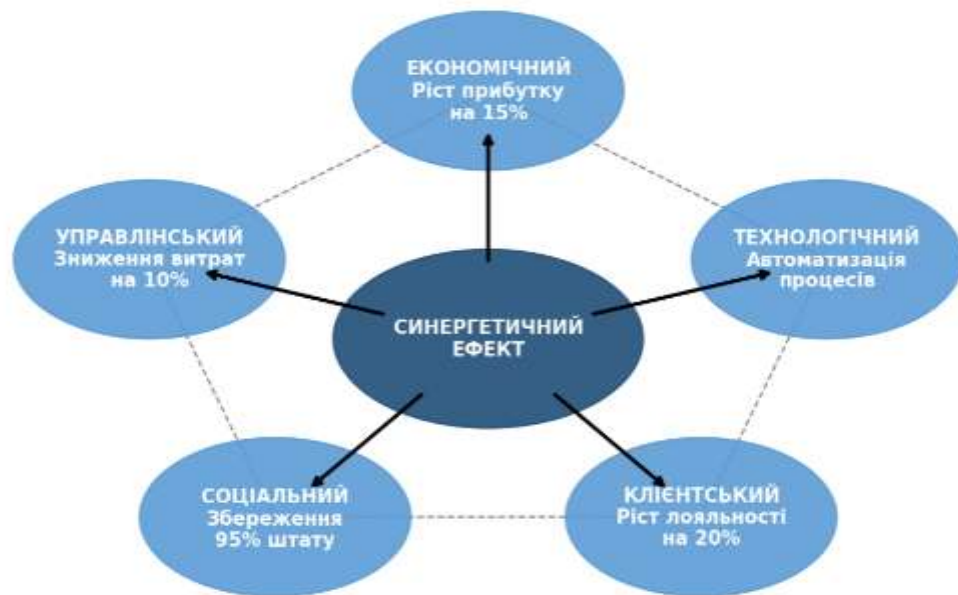 ЕКОНОМІЧНИЙ
Ріст прибутку
на 15%
УПРАВЛІНСЬКИЙ
Зниження витрат
на 10%
ТЕХНОЛОГІЧНИЙ
Автоматизація
процесів
СИНЕРГЕТИЧНИЙ
ЕФЕКТ
СОЦІАЛЬНИЙ
Збереження
95% штату
КЛІЄНТСЬКИЙ
Ріст лояльності
на 20%